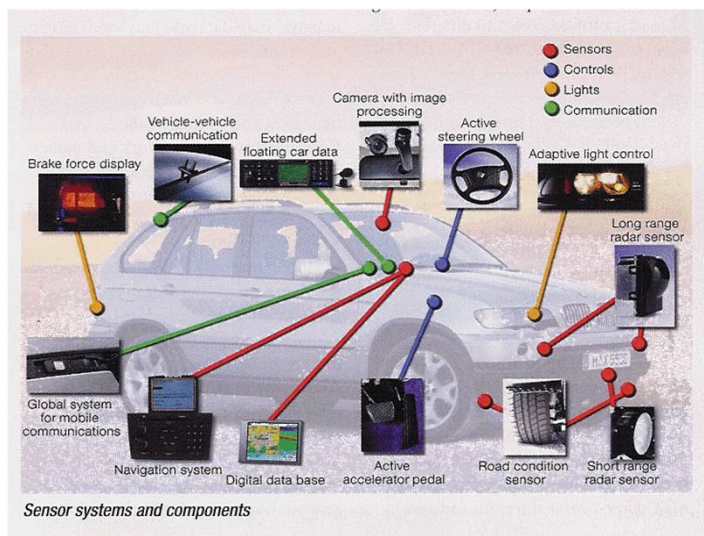 Sensors
Controls
Lights
Communication
Camera with image
processing
Vehicle-vehicle
communication
Extended
floating car data
Active
steering wheel
Brake force display
Adaptive light control
Long range
radar sensor
Global system
for mobile
communications
Navigation system
Digital data base
Active
accelerator pedal
Road condition
sensor
Short range
radar sensor
Sensor systems and components